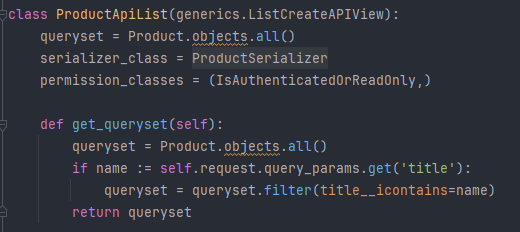 class ProductApiList(generics.ListCreateAPIView):
    queryset = Product.objects.all()
    serializer_class = ProductSerializer
    permission_classes = (IsAuthenticatedOrReadOnly,)

    def get_queryset(self):
        queryset = Product.objects.all()
        if name := self.request.query_params.get('title'):
            queryset = queryset.filter(title__icontains=name)
        return queryset